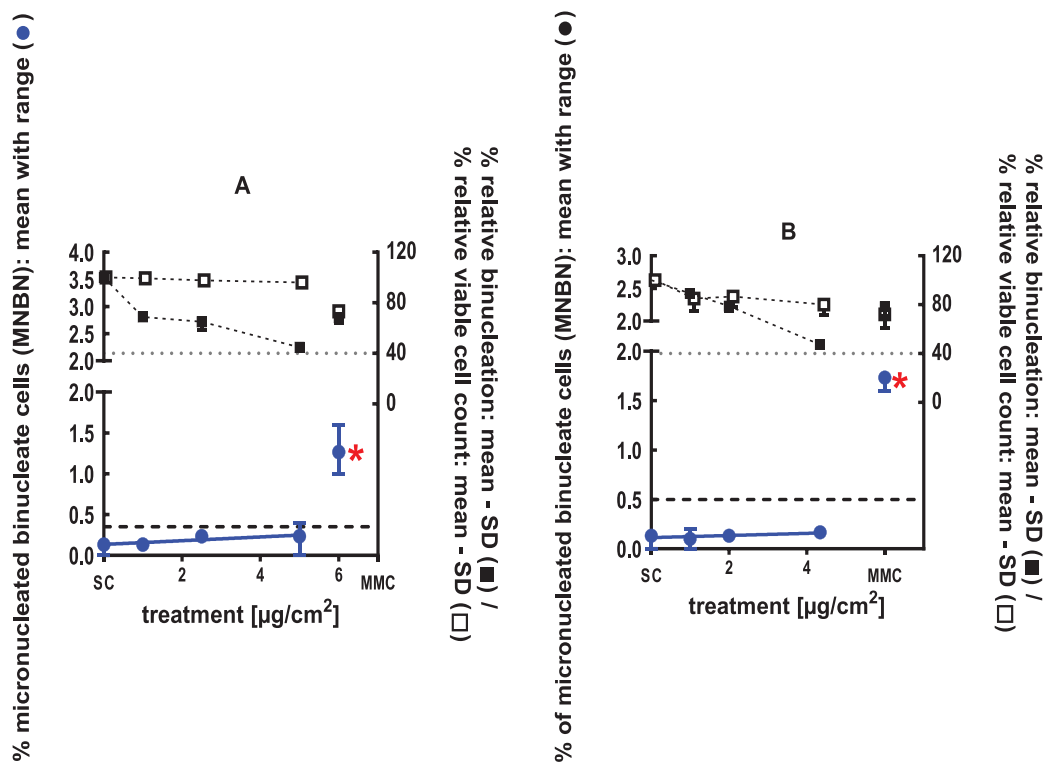 % micronucleated binucleate cells (MNBN): mean with range (●)
A
4.0
3.5
3.0
2.5
2.0
2.0
1.5
1.0
0.5
0.0
120
80
40
0
*
SC
2
4
6
MMC
treatment [µg/cm²]
% relative binucleation: mean - SD (■) /
% relative viable cell count: mean - SD (□)
% of micronucleated binucleate cells (MNBN): mean with range (●)
B
3.0
2.5
2.0
2.0
1.5
1.0
0.5
0.0
120
80
40
0
*
SC
2
4
MMC
treatment [µg/cm²]
% relative binucleation: mean - SD (■) /
% relative viable cell count: mean - SD (□)